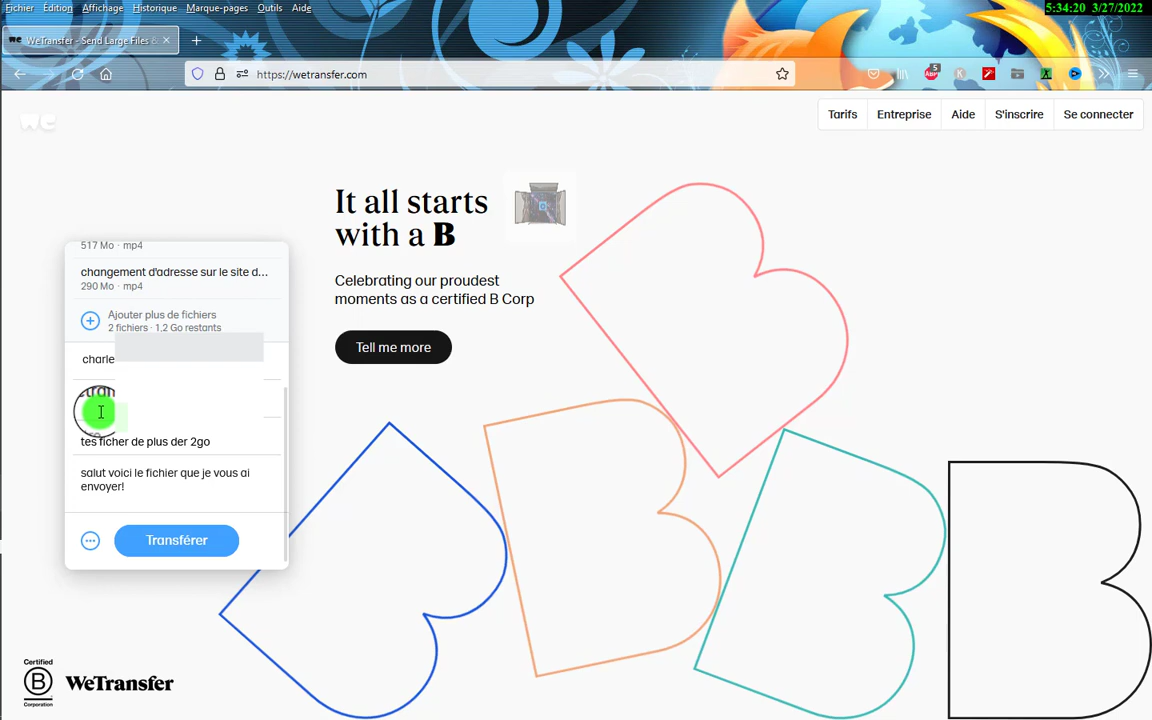 Fichier Édition Affichage Historique Marque-pages Outils Aide
5:34:20 3/27/2022
WeTransfer - Send Large Files &
https://wetransfer.com
5
we
Tarifs Entreprise Aide S'inscrire Se connecter
It all starts
with a B
Celebrating our proudest
moments as a certified B Corp
Tell me more
517 Mo · mp4
changement d'adresse sur le site d...
290 Mo · mp4
Ajouter plus de fichiers
2 fichiers · 1,2 Go restants
charle
tes ficher de plus der 2go
salut voici le fichier que je vous ai
envoyer!
Transférer
Certified
B
Corporation
WeTransfer